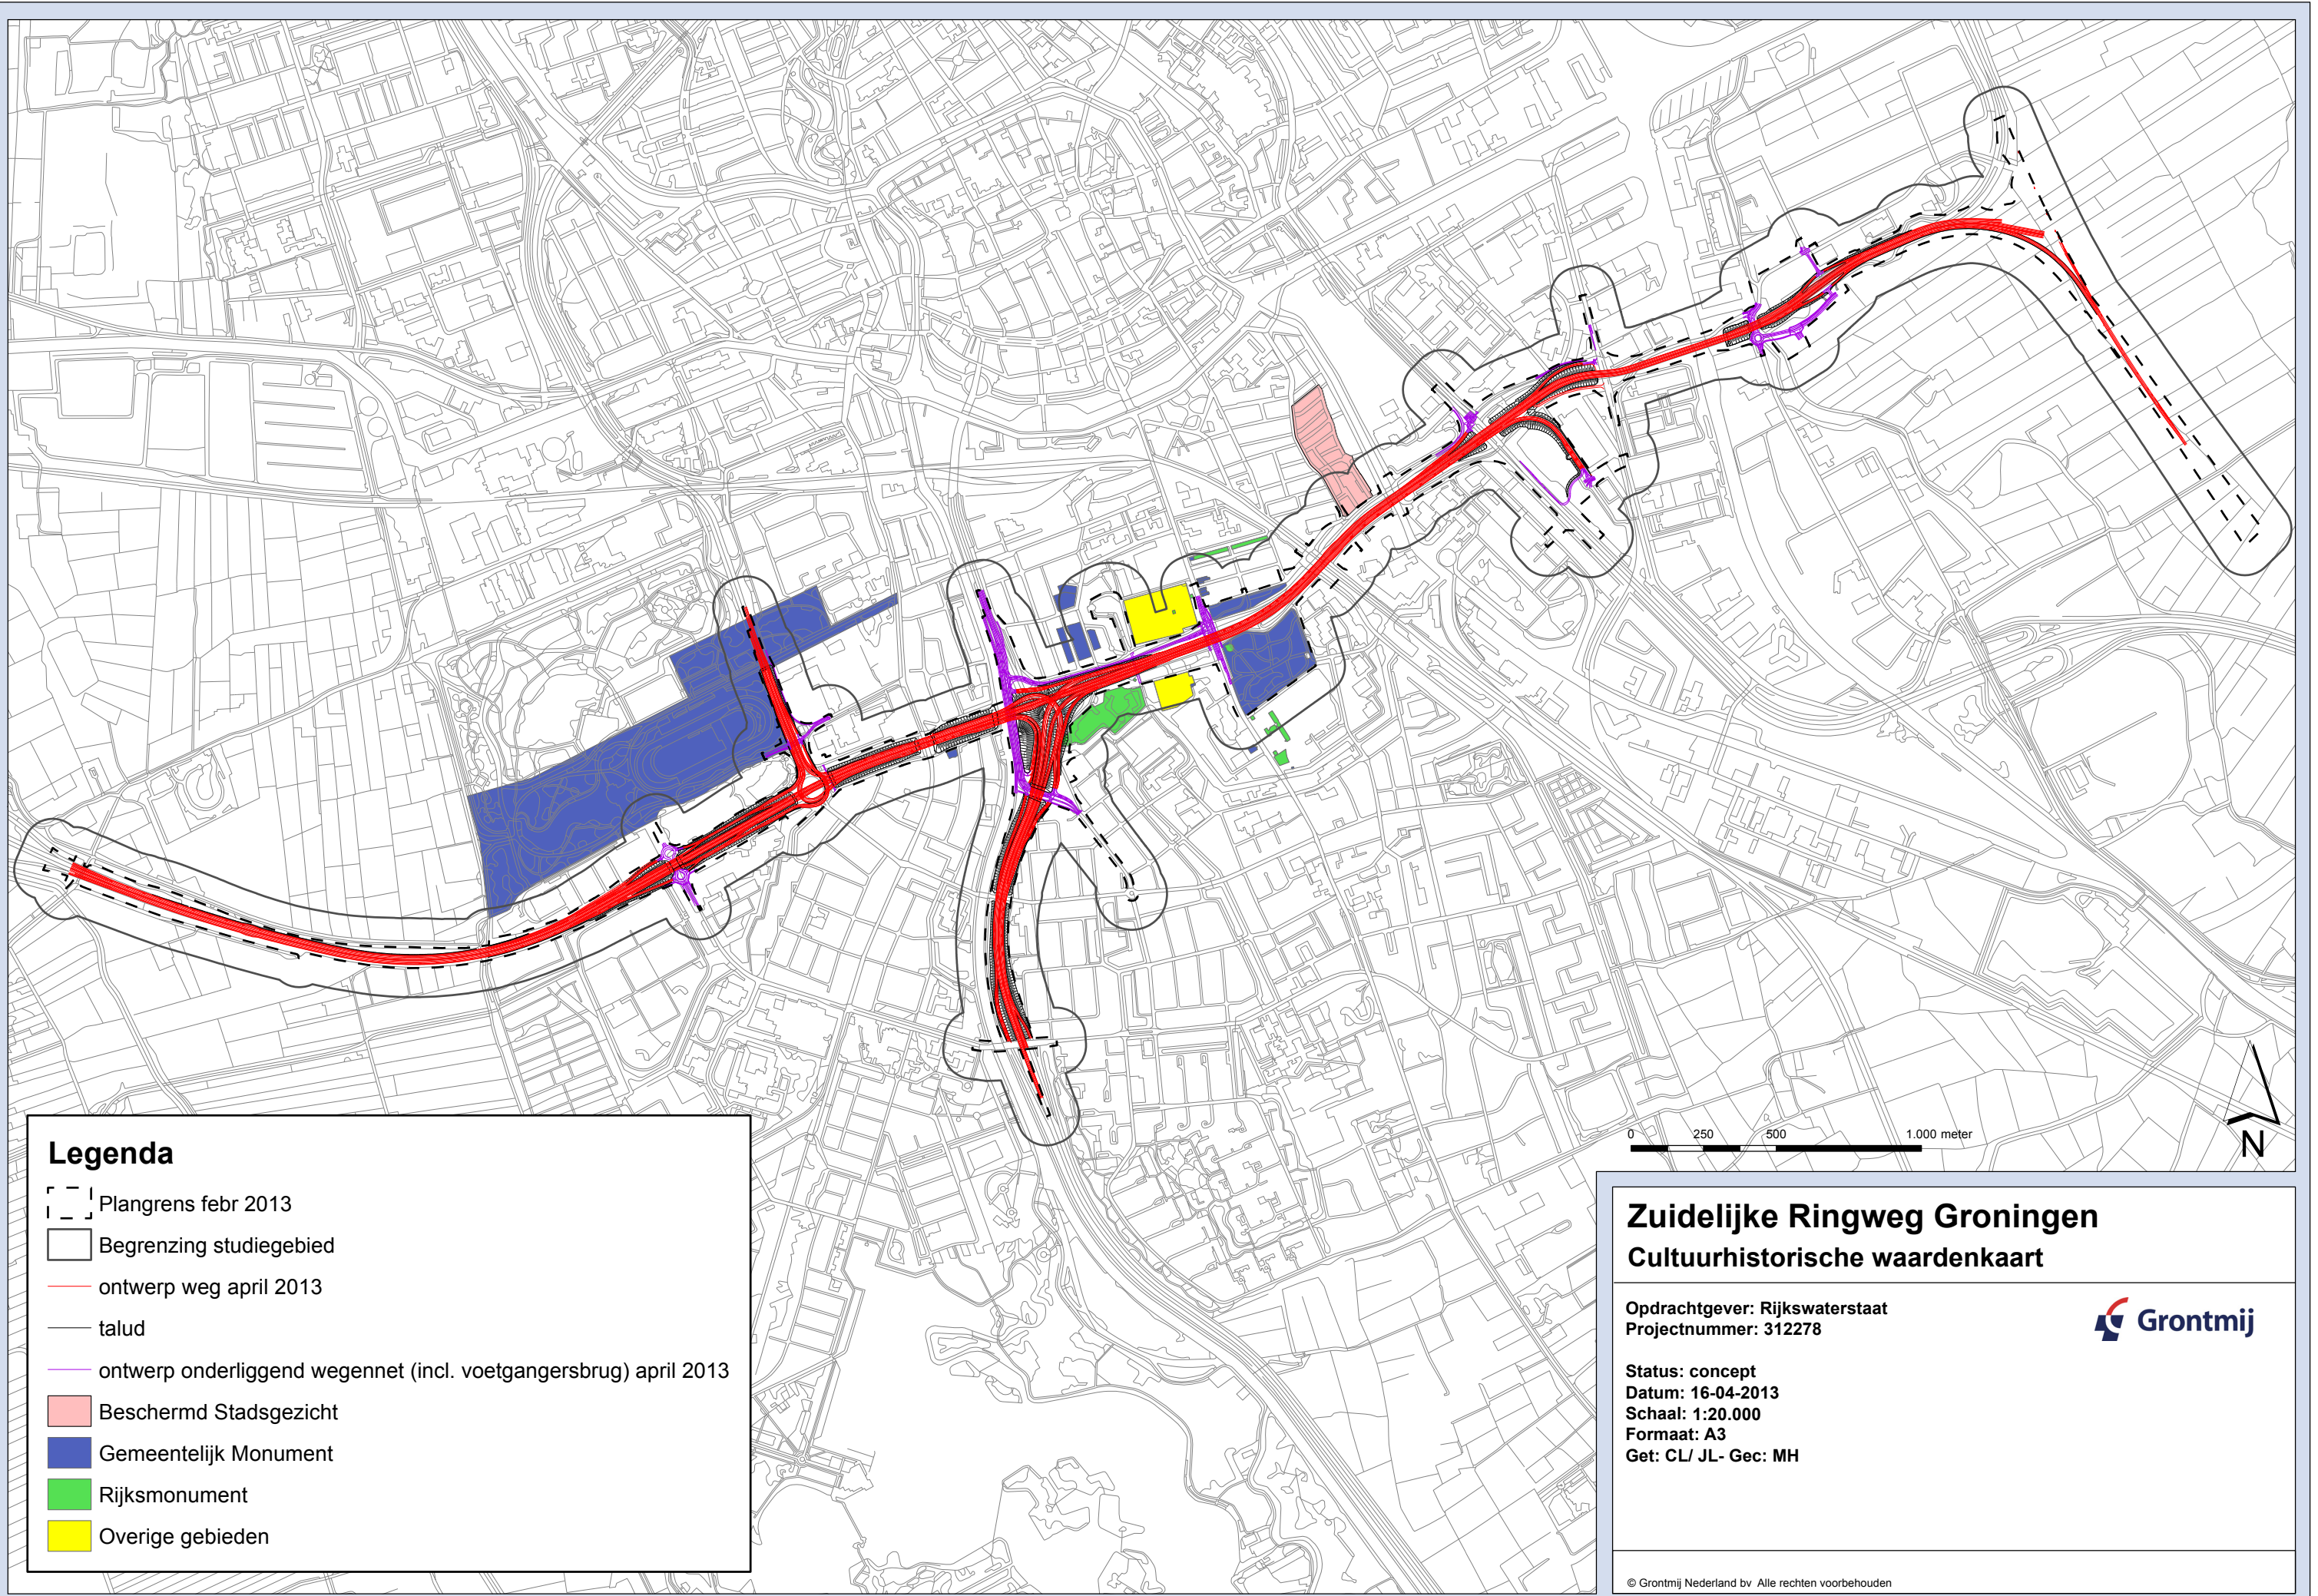 0 250 500 1.000 meter
N
Legenda
Plangrens febr 2013
Begrenzing studiegebied
ontwerp weg april 2013
talud
ontwerp onderliggend wegennet (incl. voetgangersbrug) april 2013
Beschermd Stadsgezicht
Gemeentelijk Monument
Rijksmonument
Overige gebieden
Zuidelijke Ringweg Groningen
Cultuurhistorische waardenkaart
Opdrachtgever: Rijkswaterstaat
Projectnummer: 312278
Grontmij
Status: concept
Datum: 16-04-2013
Schaal: 1:20.000
Formaat: A3
Get: CL/ JL- Gec: MH
© Grontmij Nederland bv Alle rechten voorbehouden